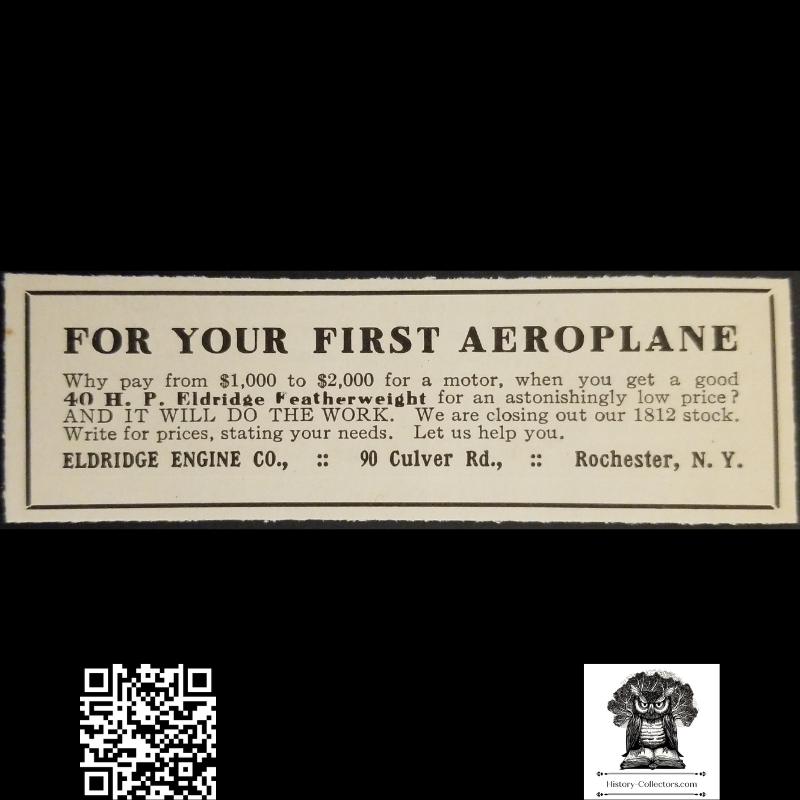 FOR YOUR FIRST AEROPLANE
Why pay from $1,000 to $2,000 for a motor, when you get a good
40 H. P. Eldridge Featherweight for an astonishingly low price?
AND IT WILL DO THE WORK. We are closing out our 1812 stock.
Write for prices, stating your needs. Let us help you.
ELDRIDGE ENGINE CO., :: 90 Culver Rd., :: Rochester, N. Y.
History-Collectors.com